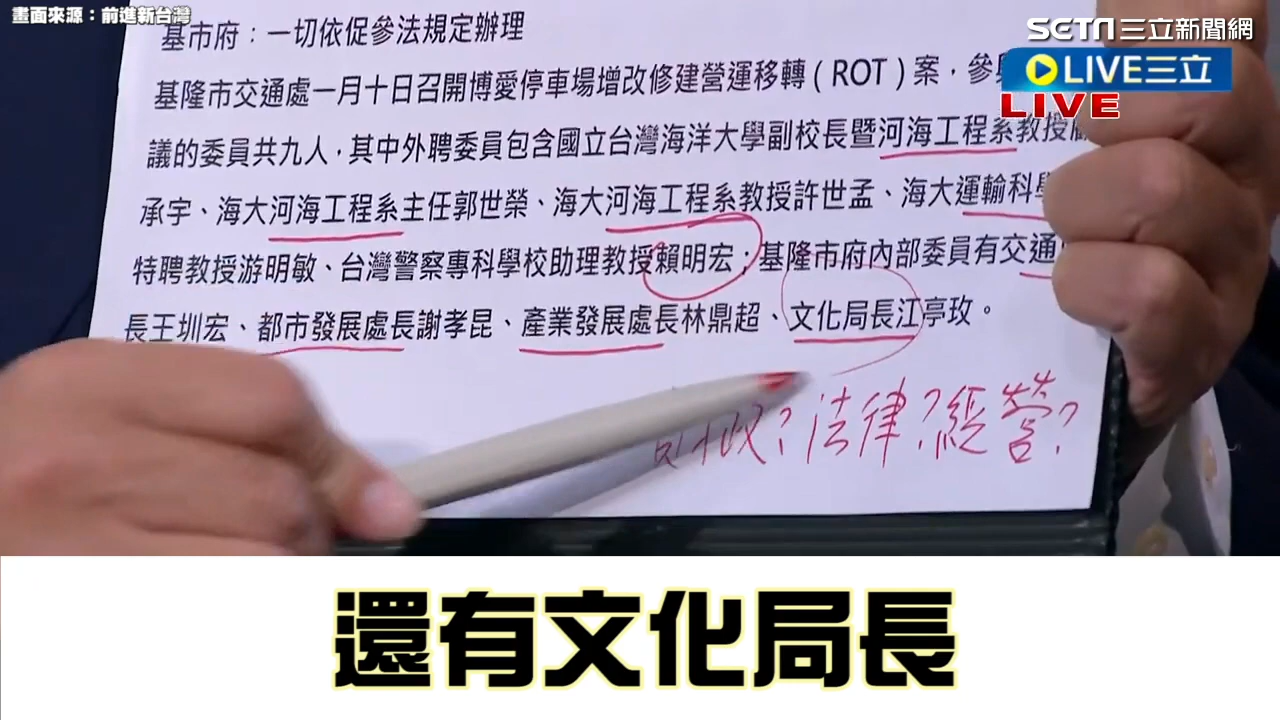 畫面來源：前進新台灣
SETN三立新聞網
LIVE三立
LIVE
基市府：一切依促參法規定辦理
基隆市交通處一月十日召開博愛停車場增改修建營運移轉(ROT)案，參與
議的委員共九人，其中外聘委員包含國立台灣海洋大學副校長暨河海工程系教授
承宇、海大河海工程系主任郭世榮、海大河海工程系教授許世孟、海大運輸科學
特聘教授游明敏、台灣警察專科學校助理教授賴明宏；基隆市府內部委員有交通
長王圳宏、都市發展處長謝孝昆、產業發展處長林鼎超、文化局長江亭玫。
政？法律？經營？
還有文化局長